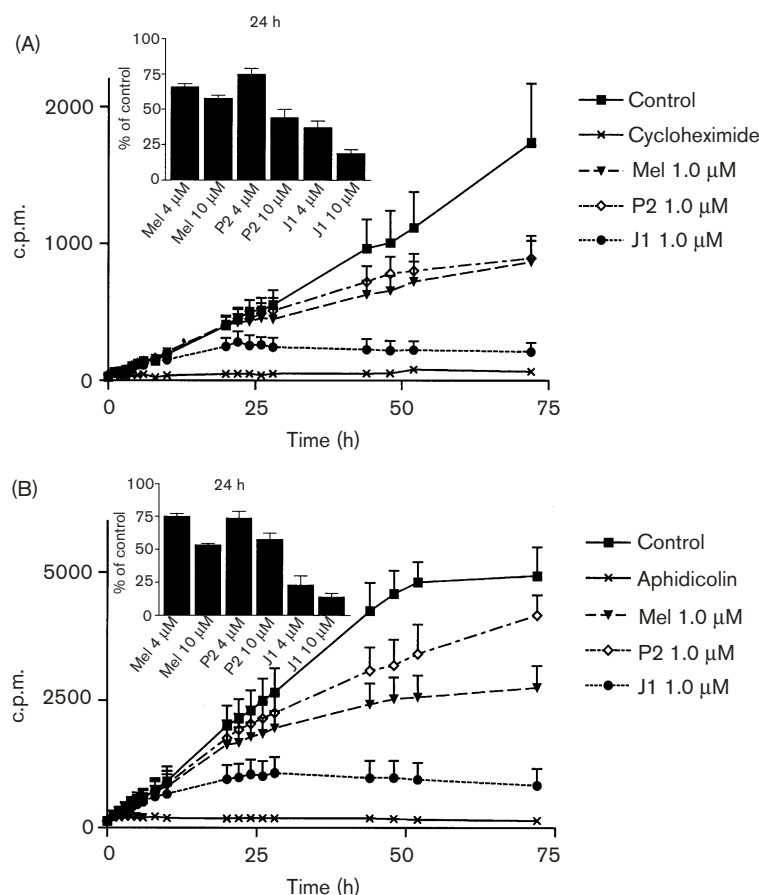 (A)
24 h
% of control
100
75
50
25
0
Mel 4 μM
Mel 10 μM
P2 4 μM
P2 10 μM
J1 4 μM
J1 10 μM
c.p.m.
2000
1000
0
0
25
50
75
Time (h)
Control
Cycloheximide
Mel 1.0 μM
P2 1.0 μM
J1 1.0 μM
(B)
24 h
% of control
100
75
50
25
0
Mel 4 μM
Mel 10 μM
P2 4 μM
P2 10 μM
J1 4 μM
J1 10 μM
c.p.m.
5000
2500
0
0
25
50
75
Time (h)
Control
Aphidicolin
Mel 1.0 μM
P2 1.0 μM
J1 1.0 μM